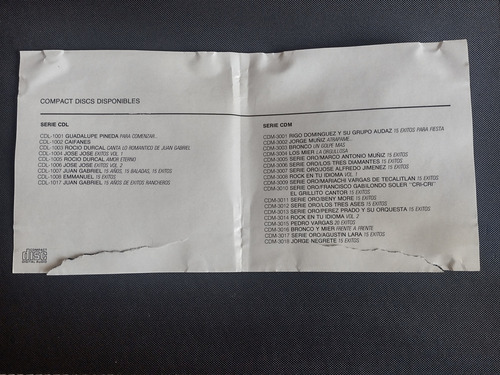 COMPACT DISCS DISPONIBLES
SERIE CDL
CDL-1001 GUADALUPE PINEDA PARA COMENZAR...
CDL-1002 CAIFANES
CDL-1003 ROCIO DURCAL CANTA LO ROMANTICO DE JUAN GABRIEL
CDL-1004 JOSE JOSE EXITOS VOL. 1
CDL-1005 ROCIO DURCAL AMOR ETERNO
CDL-1006 JOSE JOSE EXITOS VOL. 2
CDL-1007 JUAN GABRIEL 15 AÑOS, 15 BALADAS, 15 EXITOS
CDL-1008 EMMANUEL 15 EXITOS
CDL-1017 JUAN GABRIEL 15 AÑOS DE EXITOS RANCHEROS
COMPACT
disc
DIGITAL AUDIO
SERIE CDM
CDM-3001 RIGO DOMINGUEZ Y SU GRUPO AUDAZ 15 EXITOS PARA FIESTA
CDM-3002 JORGE MUÑIZ ATRAPAME...
CDM-3003 BRONCO UN GOLPE MAS
CDM-3004 LOS MIER LA ORGULLOSA
CDM-3005 SERIE ORO/MARCO ANTONIO MUÑIZ 15 EXITOS
CDM-3006 SERIE ORO/LOS TRES DIAMANTES 15 EXITOS
CDM-3007 SERIE ORO/JOSE ALFREDO JIMENEZ 15 EXITOS
CDM-3008 ROCK EN TU IDIOMA VOL. 1
CDM-3009 SERIE ORO/MARIACHI VARGAS DE TECALITLAN 15 EXITOS
CDM-3010 SERIE ORO/FRANCISCO GABILONDO SOLER "CRI-CRI"
EL GRILLITO CANTOR 15 EXITOS
CDM-3011 SERIE ORO/BENY MORE 15 EXITOS
CDM-3012 SERIE ORO/LOS TRES ASES 15 EXITOS
CDM-3013 SERIE ORO/PEREZ PRADO Y SU ORQUESTA 15 EXITOS
CDM-3014 ROCK EN TU IDIOMA VOL. 2
CDM-3015 PEDRO VARGAS 20 EXITOS
CDM-3016 BRONCO Y MIER FRENTE A FRENTE
CDM-3017 SERIE ORO/AGUSTIN LARA 15 EXITOS
CDM-3018 JORGE NEGRETE 15 EXITOS